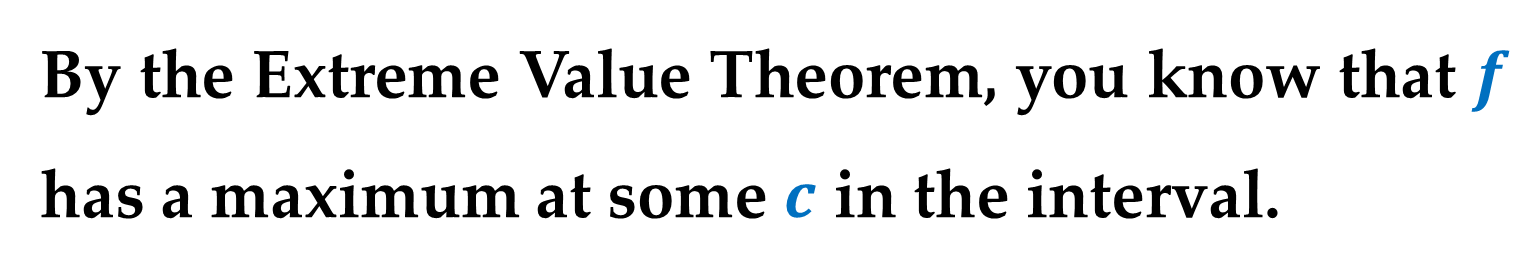 By the Extreme Value Theorem, you know that f
has a maximum at some c in the interval.